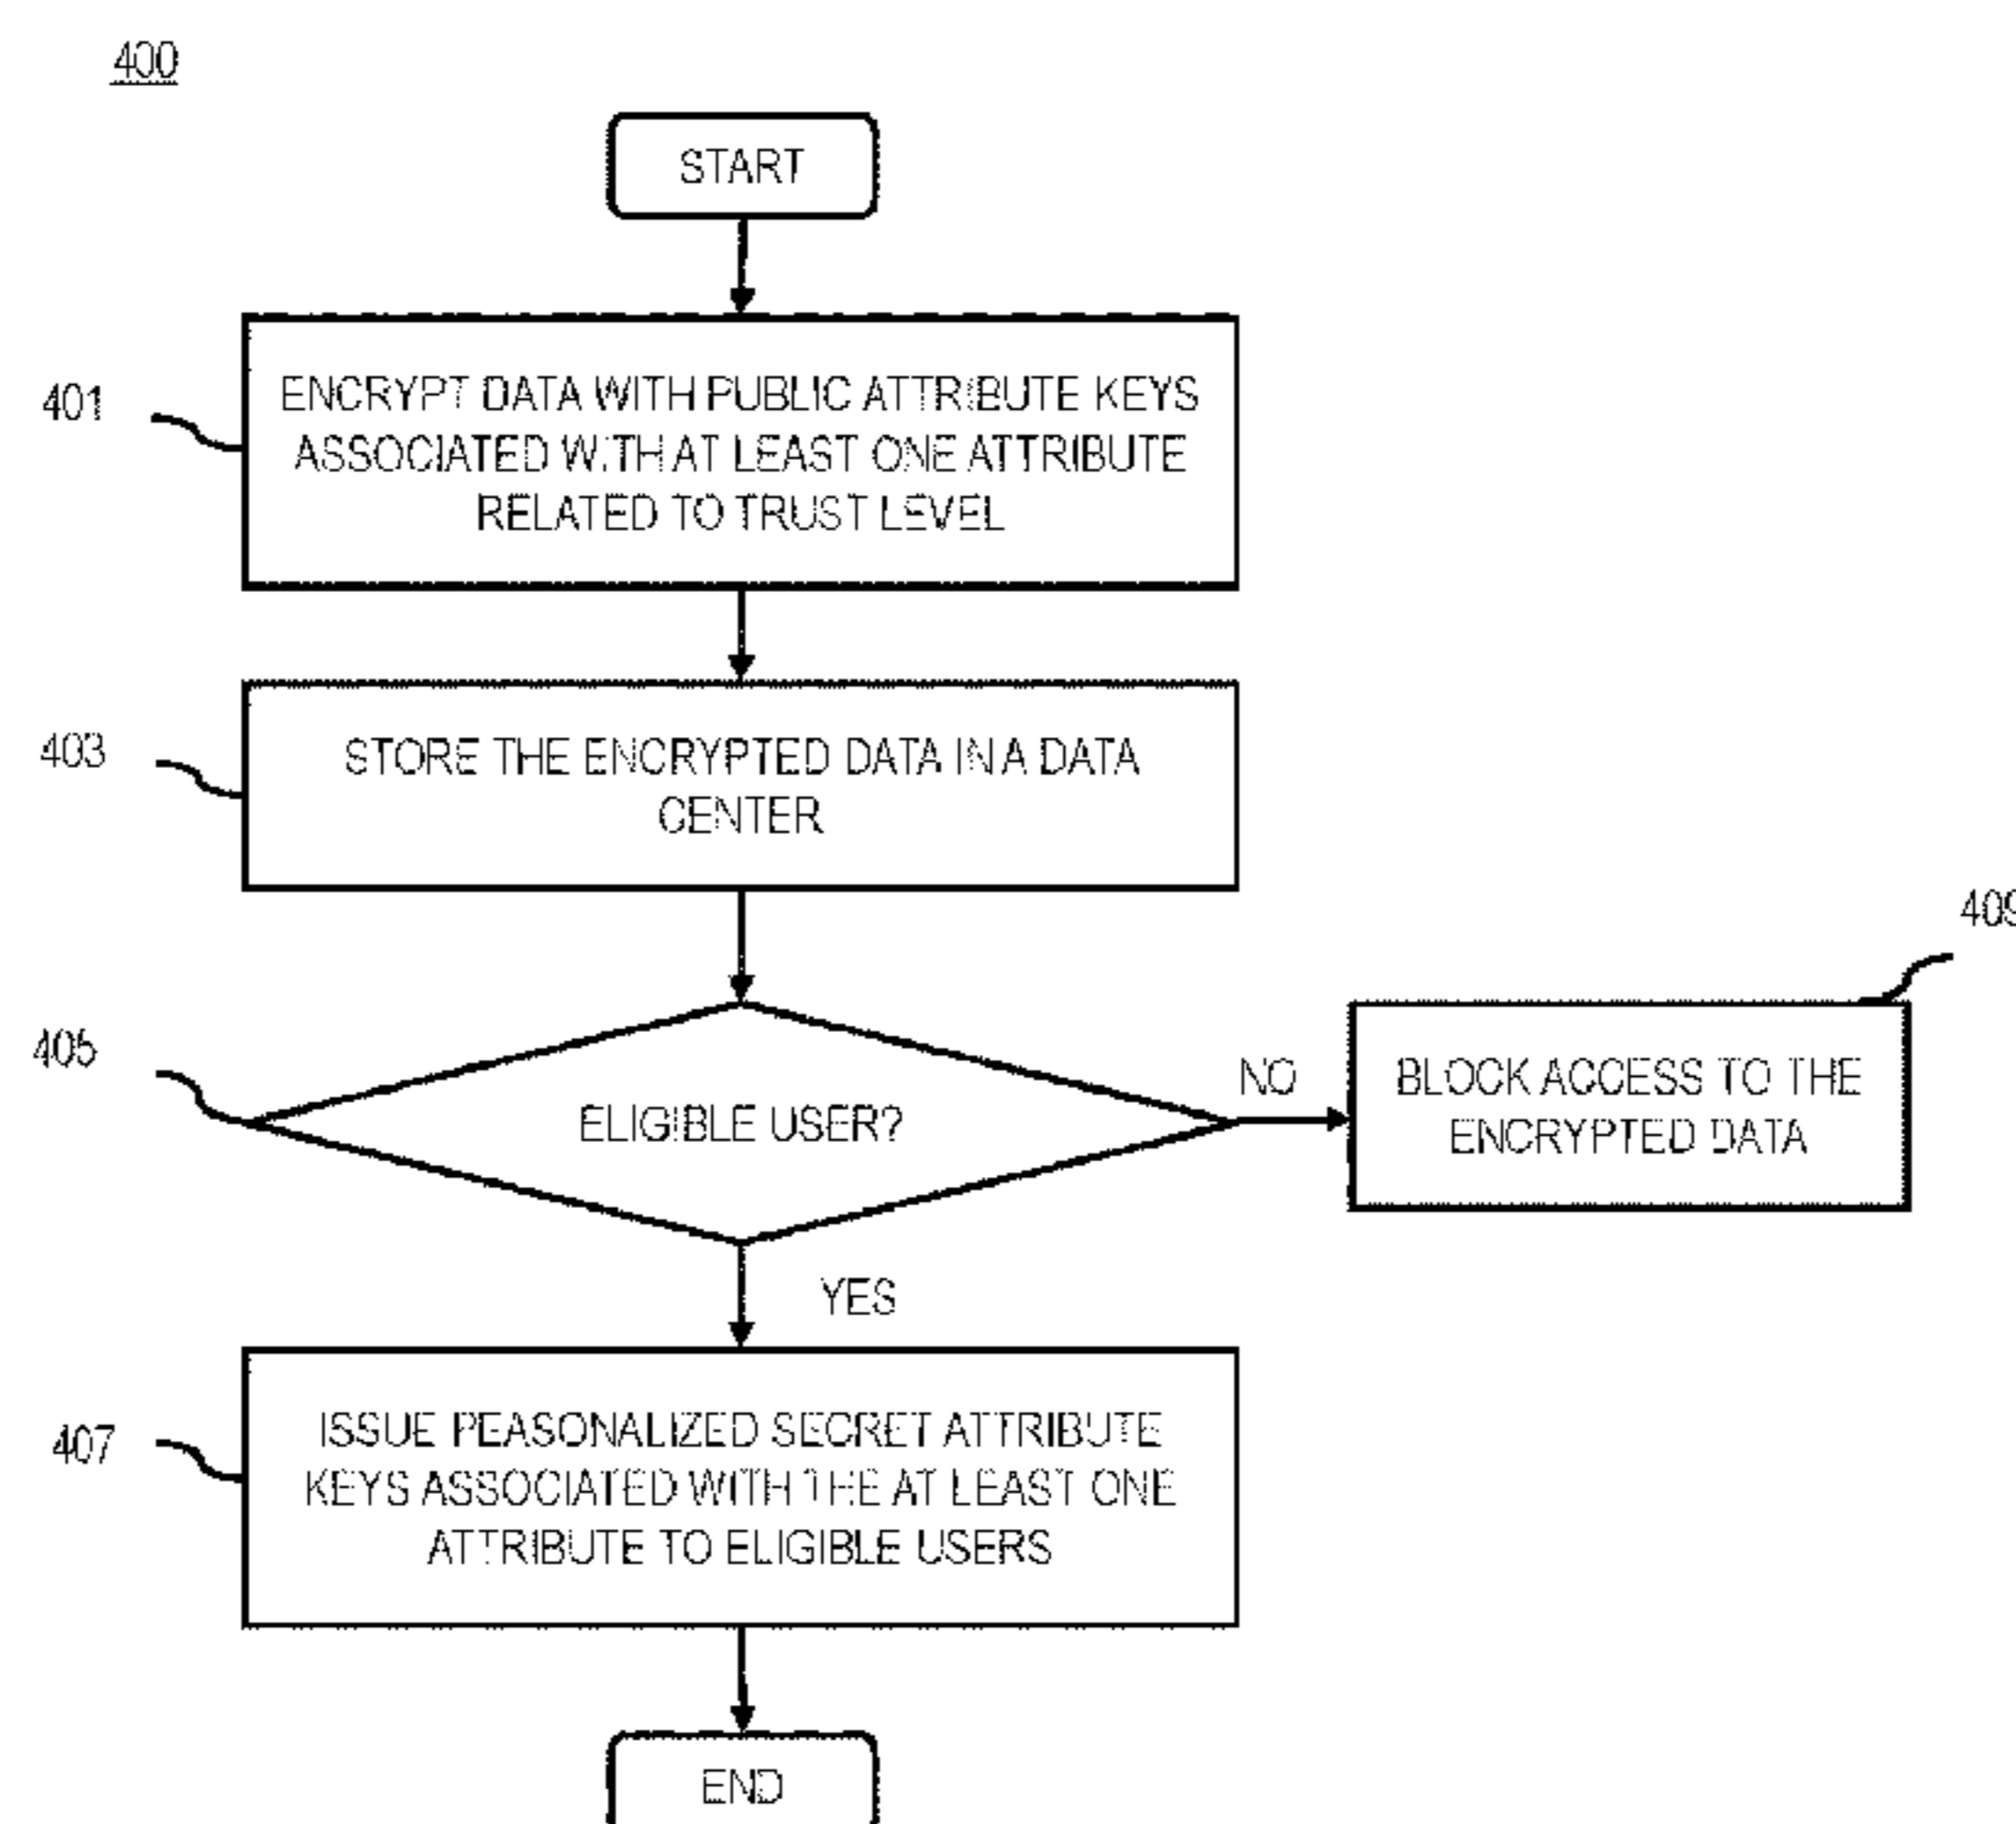 400
START
401
ENCRYPT DATA WITH PUBLIC ATTRIBUTE KEYS
ASSOCIATED WITH AT LEAST ONE ATTRIBUTE
RELATED TO TRUST LEVEL
403
STORE THE ENCRYPTED DATA IN A DATA
CENTER
409
405
ELIGIBLE USER?
NO
BLOCK ACCESS TO THE
ENCRYPTED DATA
YES
407
ISSUE PEASONALIZED SECRET ATTRIBUTE
KEYS ASSOCIATED WITH THE AT LEAST ONE
ATTRIBUTE TO ELIGIBLE USERS
END